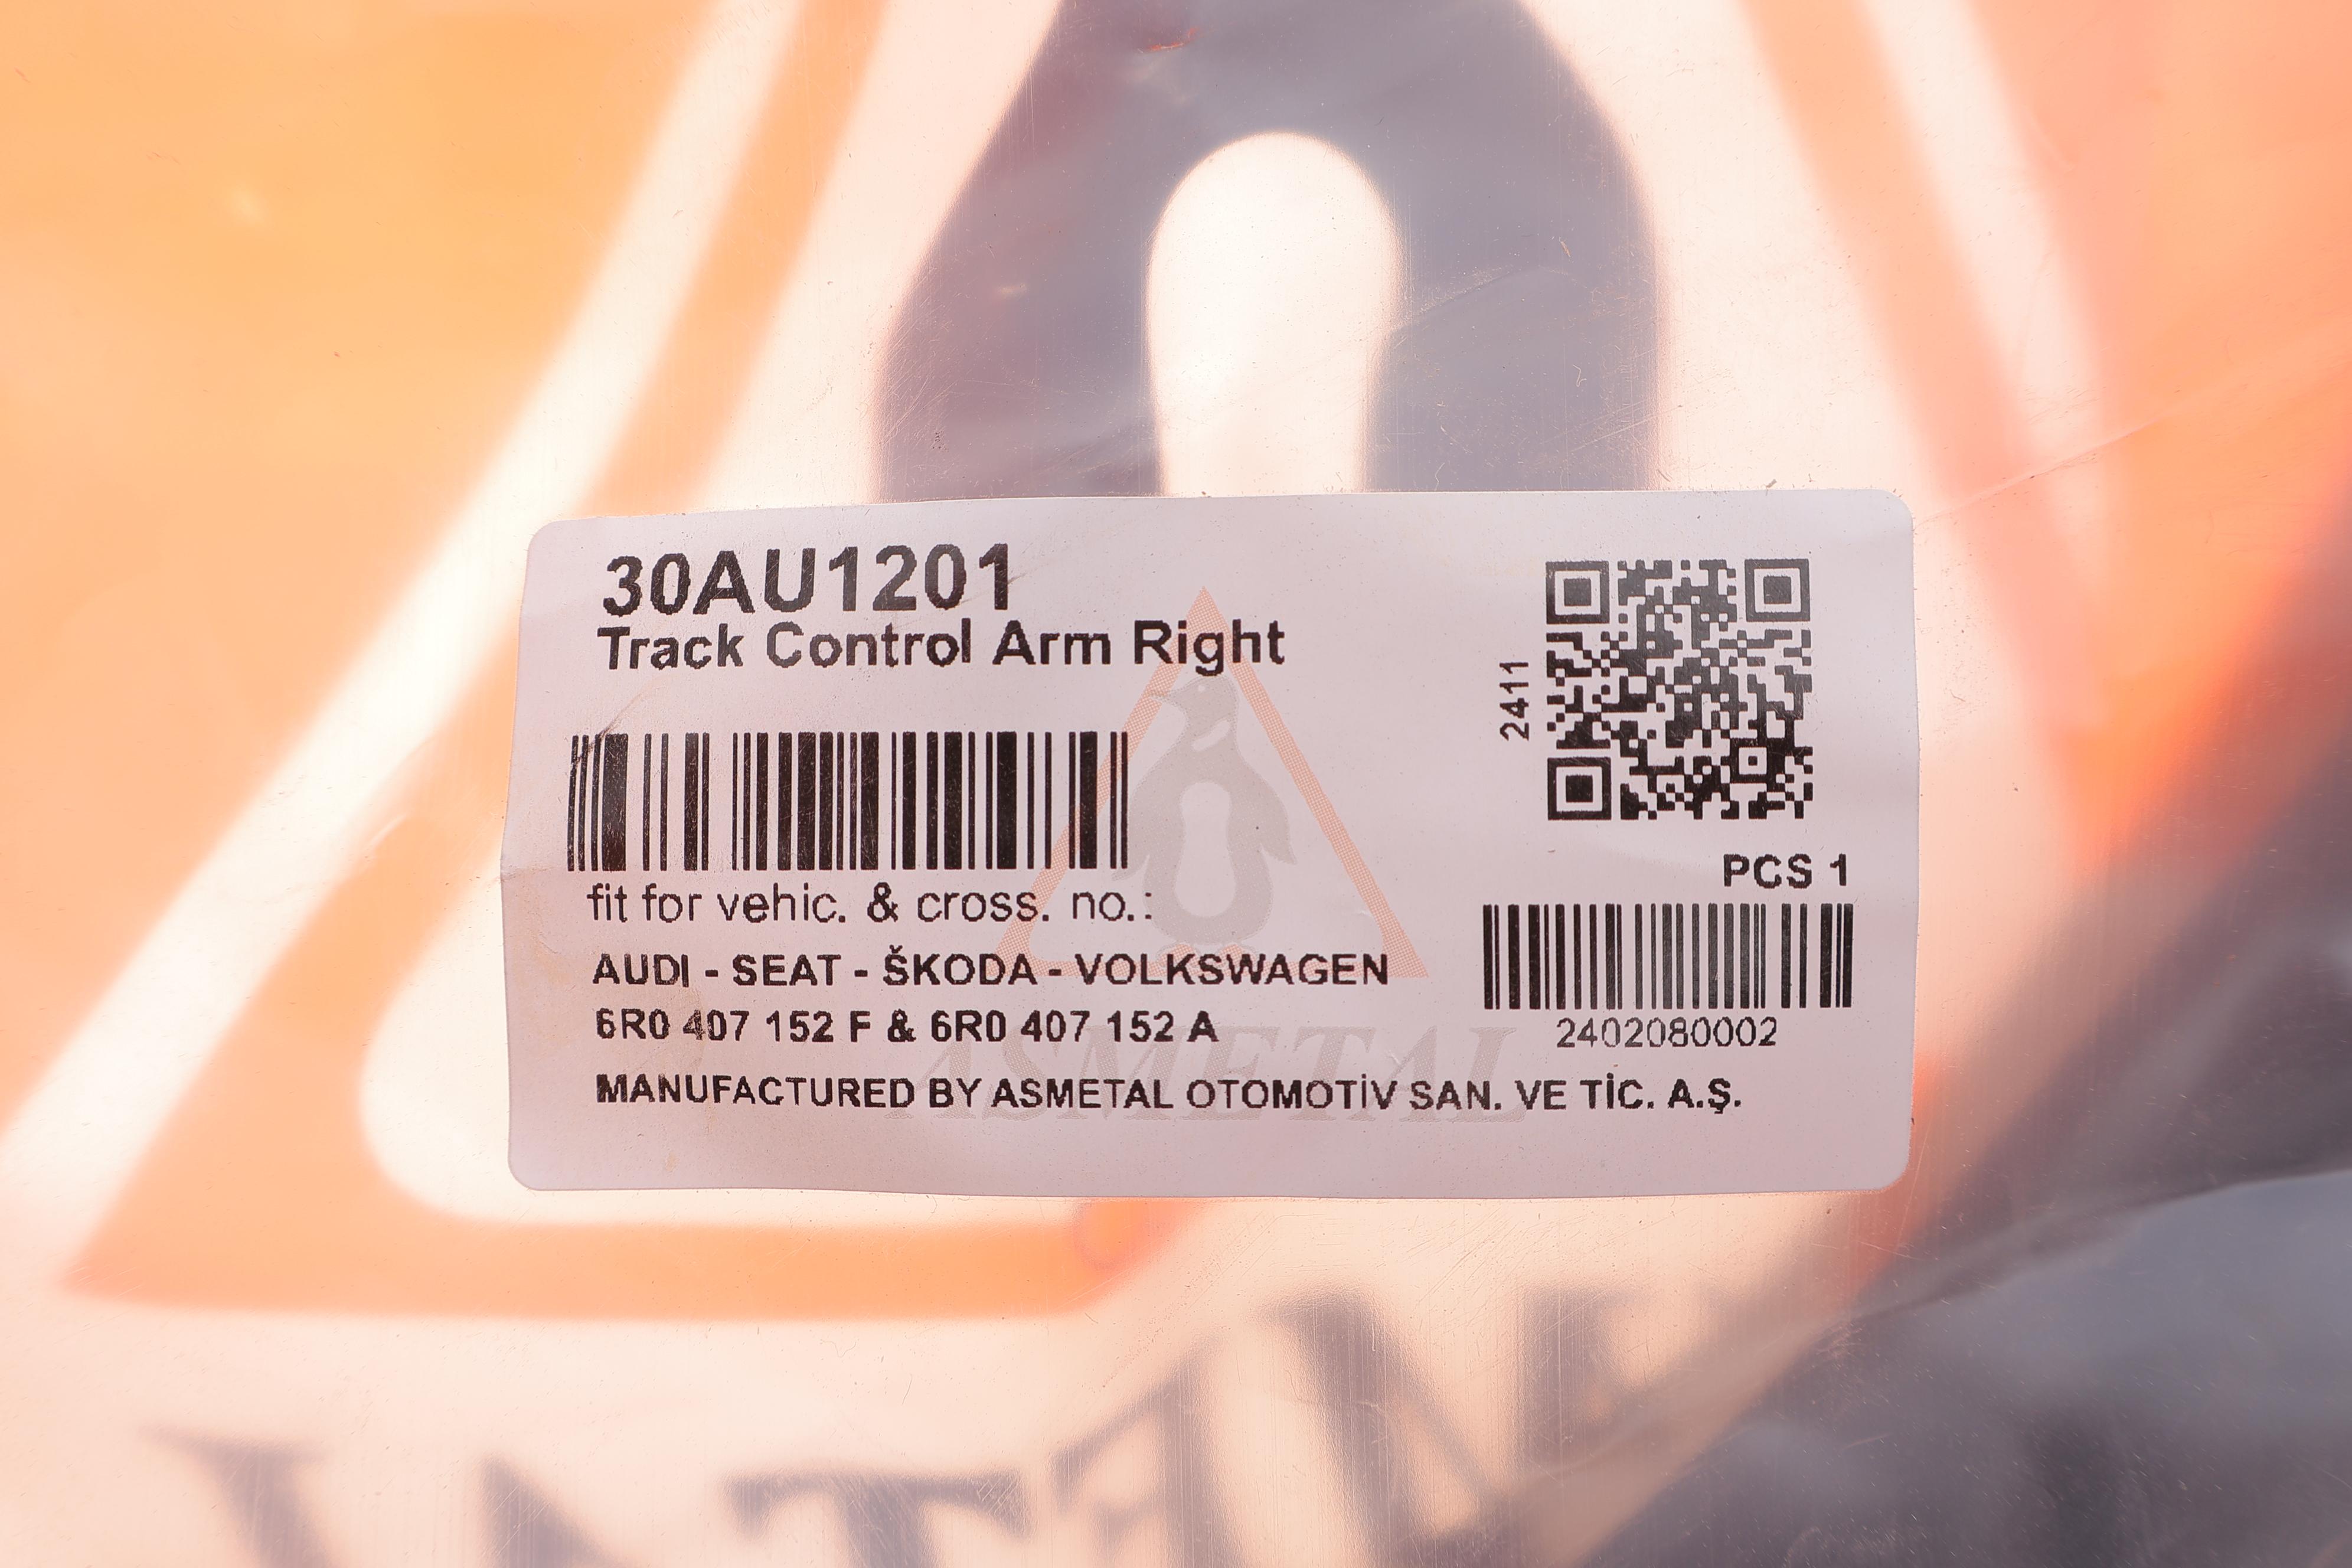 30AU1201
Track Control Arm Right
2411
fit for vehic. & cross. no.:
PCS 1
AUDI - SEAT - ŠKODA - VOLKSWAGEN
6R0 407 152 F & 6R0 407 152 A
2402080002
MANUFACTURED BY ASMETAL OTOMOTİV SAN. VE TİC. A.Ş.
ASMETAL